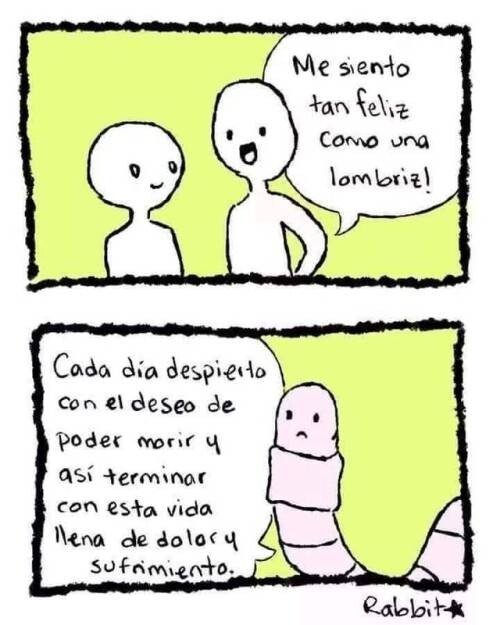 Me siento
tan feliz
como una
lombriz!
Cada día despierto
con el deseo de
poder morir y
así terminar
con esta vida
llena de dolor y
sufrimiento.
Rabbit